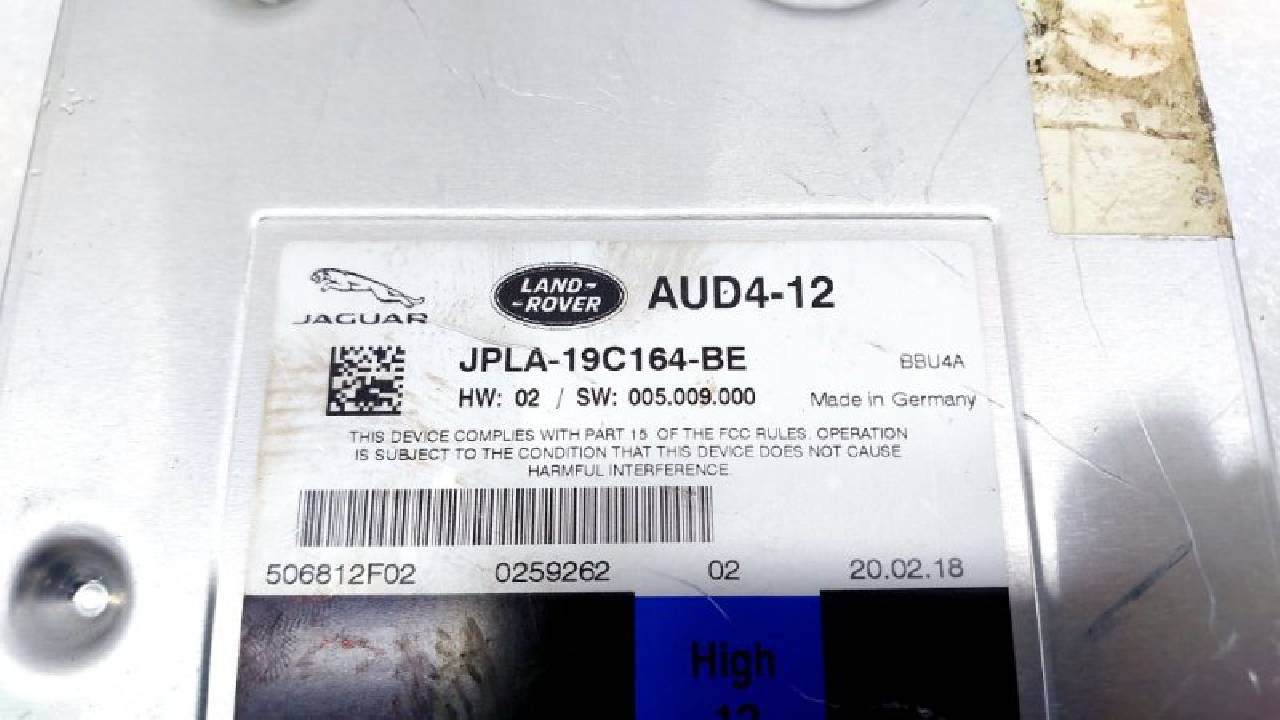 JAGUAR
LAND-
-ROVER
AUD4-12
JPLA-19C164-BE
BBU4A
HW: 02 / SW: 005.009.000
Made in Germany
THIS DEVICE COMPLIES WITH PART 15 OF THE FCC RULES. OPERATION
IS SUBJECT TO THE CONDITION THAT THIS DEVICE DOES NOT CAUSE
HARMFUL INTERFERENCE.
506812F02 0259262 02 20.02.18
High
12